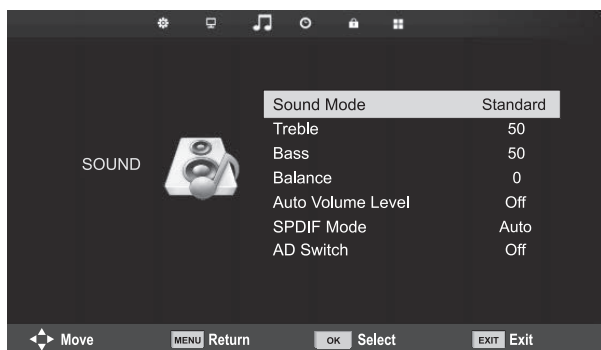 Sound Mode Standard
Treble 50
Bass 50
SOUND
Balance 0
Auto Volume Level Off
SPDIF Mode Auto
AD Switch Off
Move MENU Return OK Select EXIT Exit